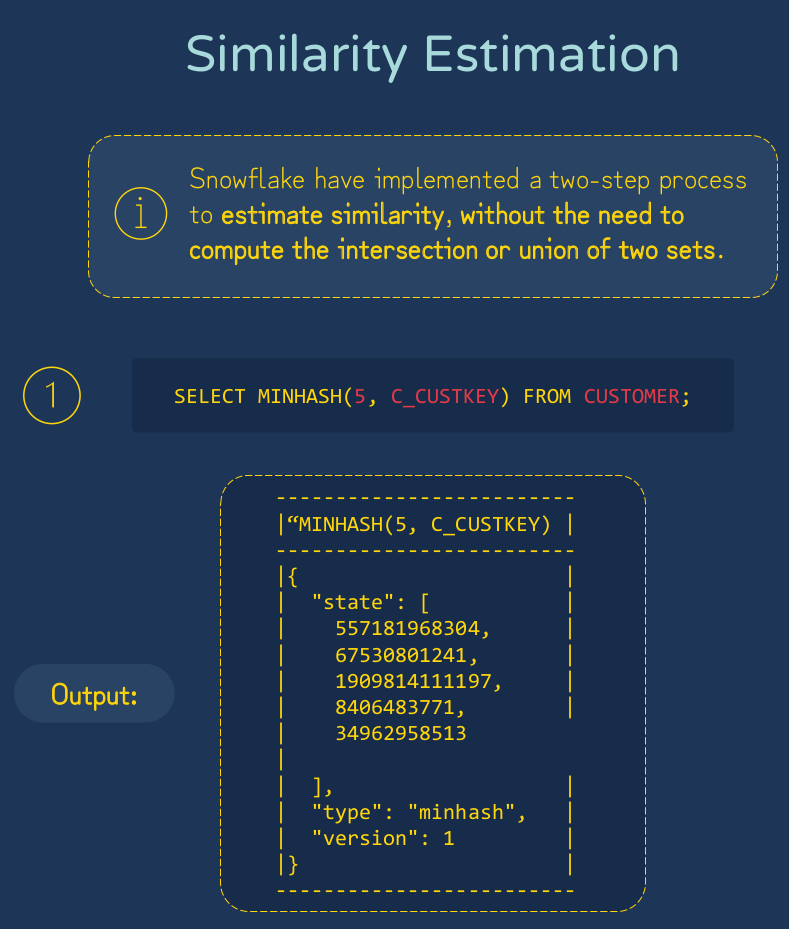 Similarity Estimation
i
Snowflake have implemented a two-step process
to estimate similarity, without the need to
compute the intersection or union of two sets.
1
SELECT MINHASH(5, C_CUSTKEY) FROM CUSTOMER;
-------------------------
|“MINHASH(5, C_CUSTKEY) |
-------------------------
|{                      |
|  "state": [           |
|    557181968304,      |
|    67530801241,       |
|    1909814111197,     |
|    8406483771,        |
|    34962958513
|
|  ],                   |
|  "type": "minhash",   |
|  "version": 1         |
|}                      |
-------------------------
Output: